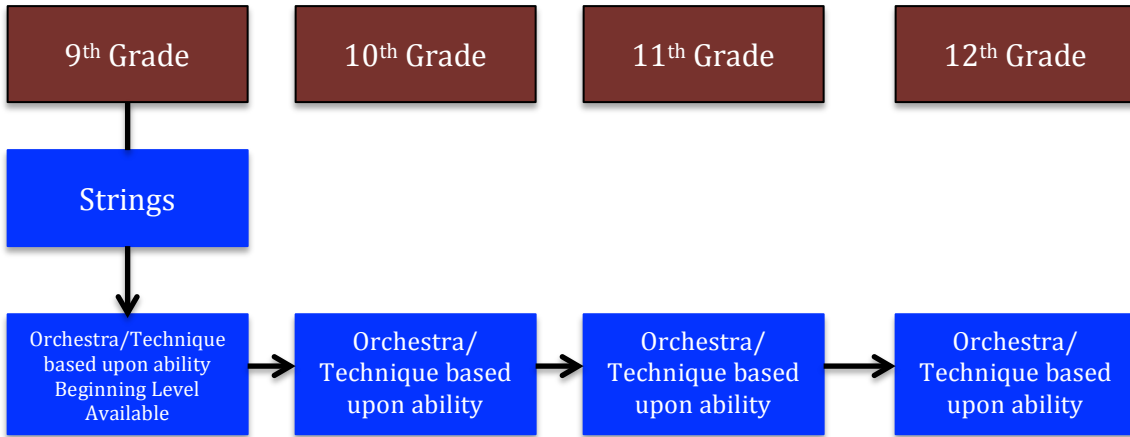 9th Grade
10th Grade
11th Grade
12th Grade
Strings
Orchestra/Technique
based upon ability
Beginning Level
Available
Orchestra/
Technique based
upon ability
Orchestra/
Technique based
upon ability
Orchestra/
Technique based
upon ability